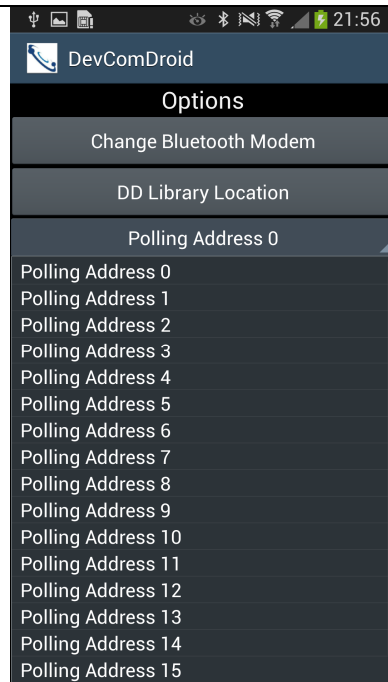 21:56
DevComDroid
Options
Change Bluetooth Modem
DD Library Location
Polling Address 0
Polling Address 0
Polling Address 1
Polling Address 2
Polling Address 3
Polling Address 4
Polling Address 5
Polling Address 6
Polling Address 7
Polling Address 8
Polling Address 9
Polling Address 10
Polling Address 11
Polling Address 12
Polling Address 13
Polling Address 14
Polling Address 15